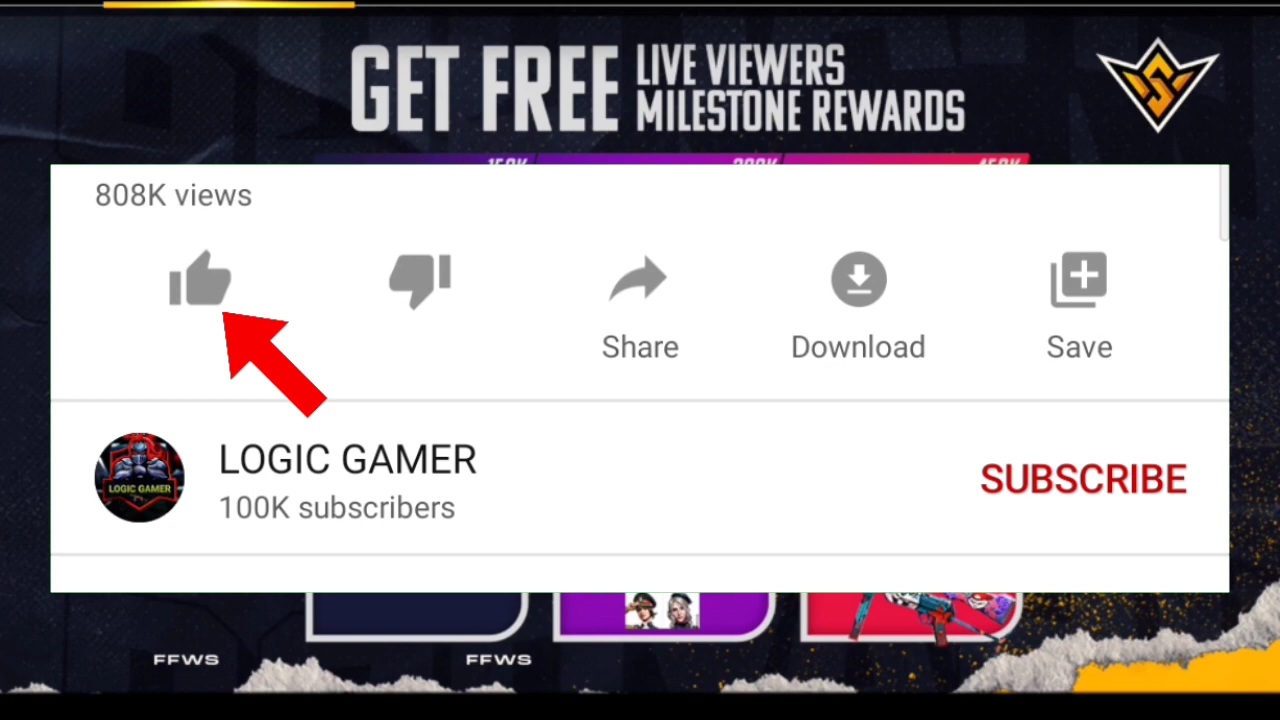 GET FREE LIVE VIEWERS
MILESTONE REWARDS
808K views
Share Download Save
LOGIC GAMER
LOGIC GAMER
100K subscribers
SUBSCRIBE
FFWS FFWS